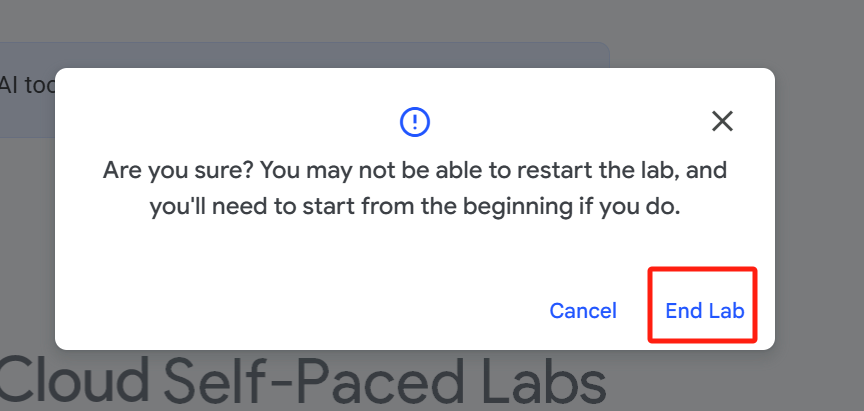 AI too
Are you sure? You may not be able to restart the lab, and
you'll need to start from the beginning if you do.
Cancel
End Lab
Cloud Self-Paced Labs